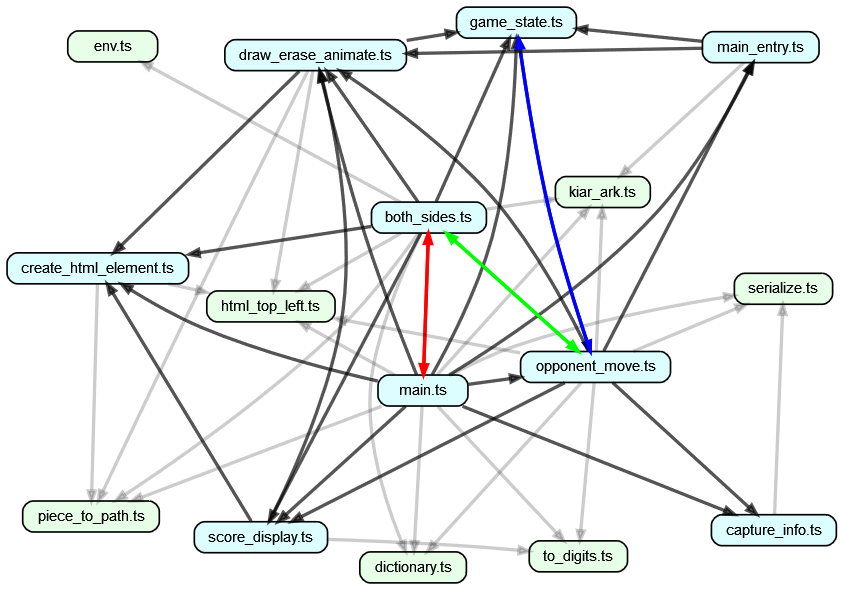 game_state.ts
env.ts
draw_erase_animate.ts
main_entry.ts
kiar_ark.ts
both_sides.ts
create_html_element.ts
html_top_left.ts
serialize.ts
opponent_move.ts
main.ts
piece_to_path.ts
score_display.ts
capture_info.ts
to_digits.ts
dictionary.ts